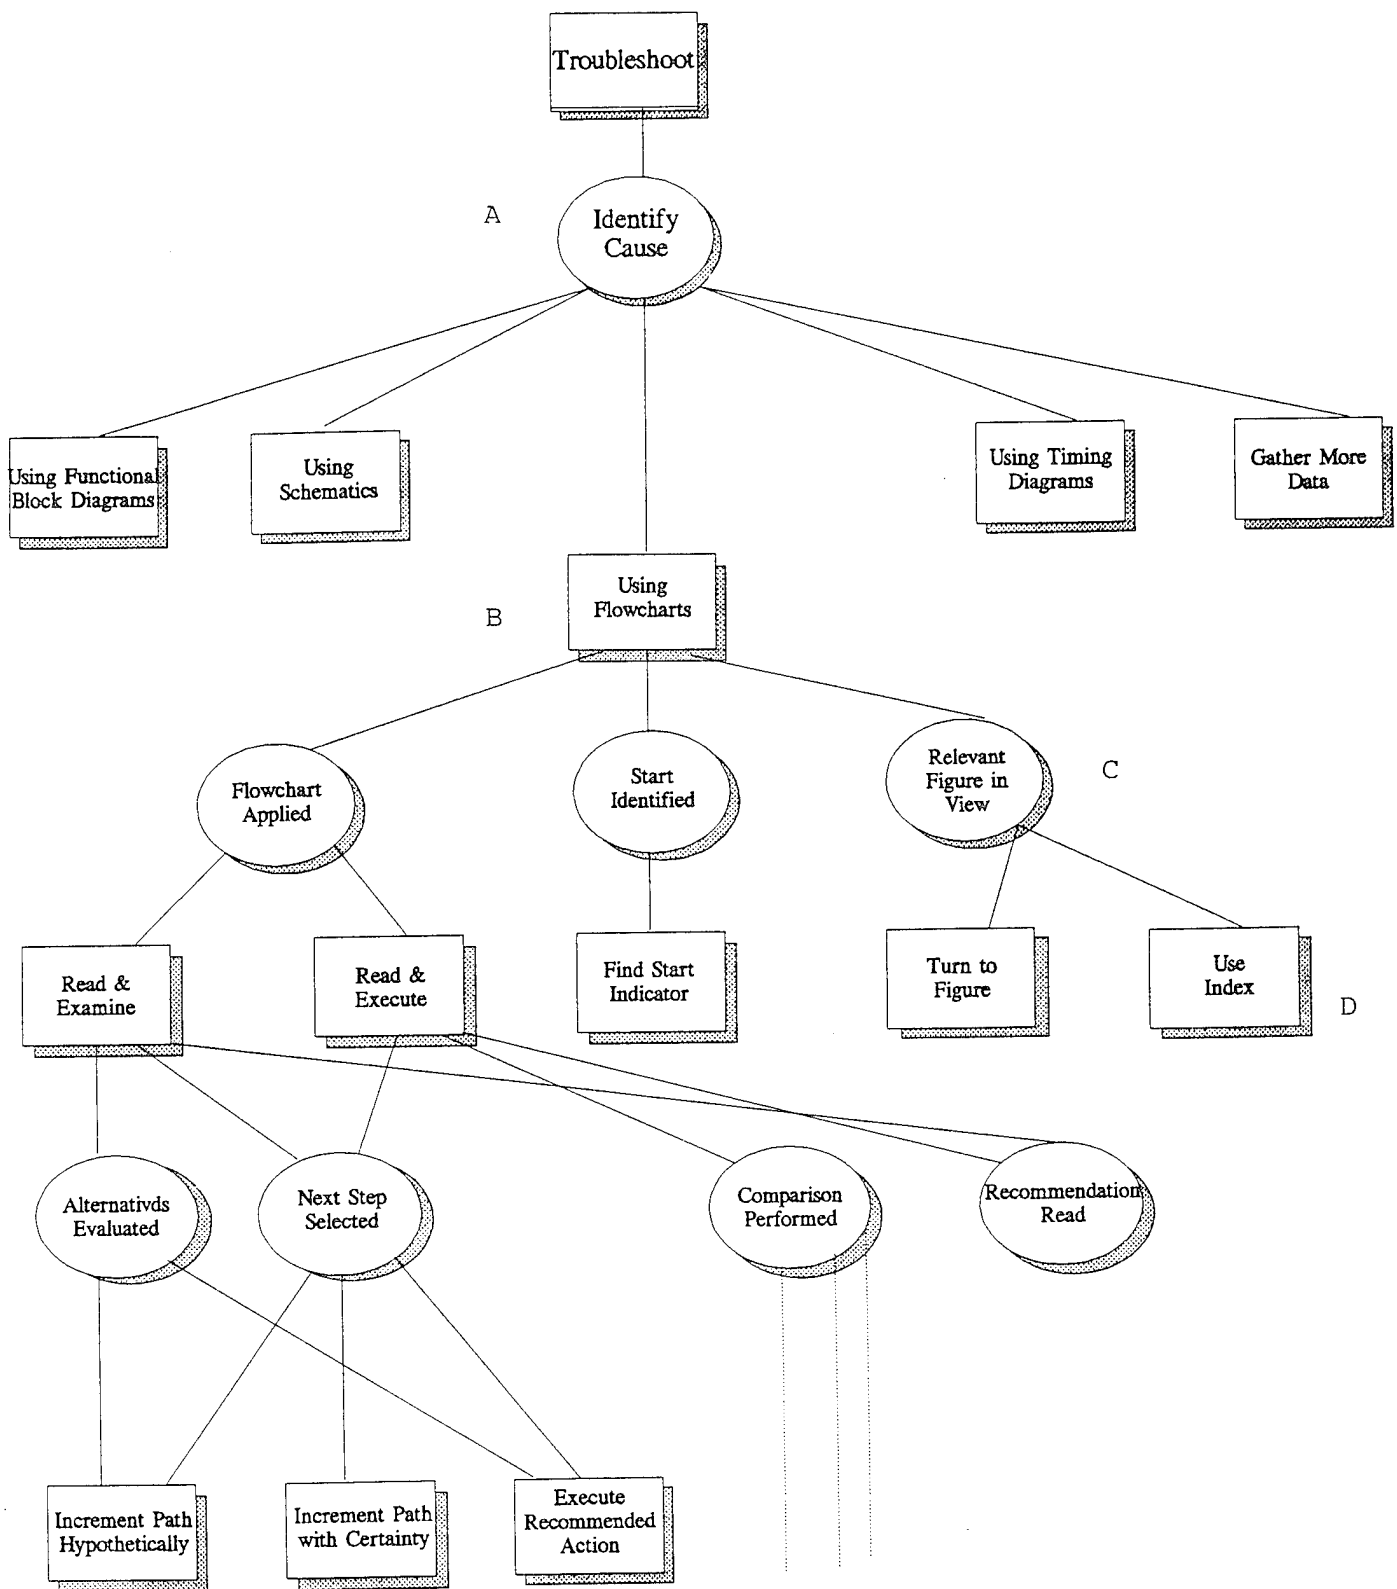 Troubleshoot
A
Identify
Cause
Using Functional
Block Diagrams
Using
Schematics
Using Timing
Diagrams
Gather More
Data
B
Using
Flowcharts
Flowchart
Applied
Start
Identified
Relevant
Figure in
View
C
Read &
Examine
Read &
Execute
Find Start
Indicator
Turn to
Figure
Use
Index
D
Alternativds
Evaluated
Next Step
Selected
Comparison
Performed
Recommendation
Read
Increment Path
Hypothetically
Increment Path
with Certainty
Execute
Recommended
Action